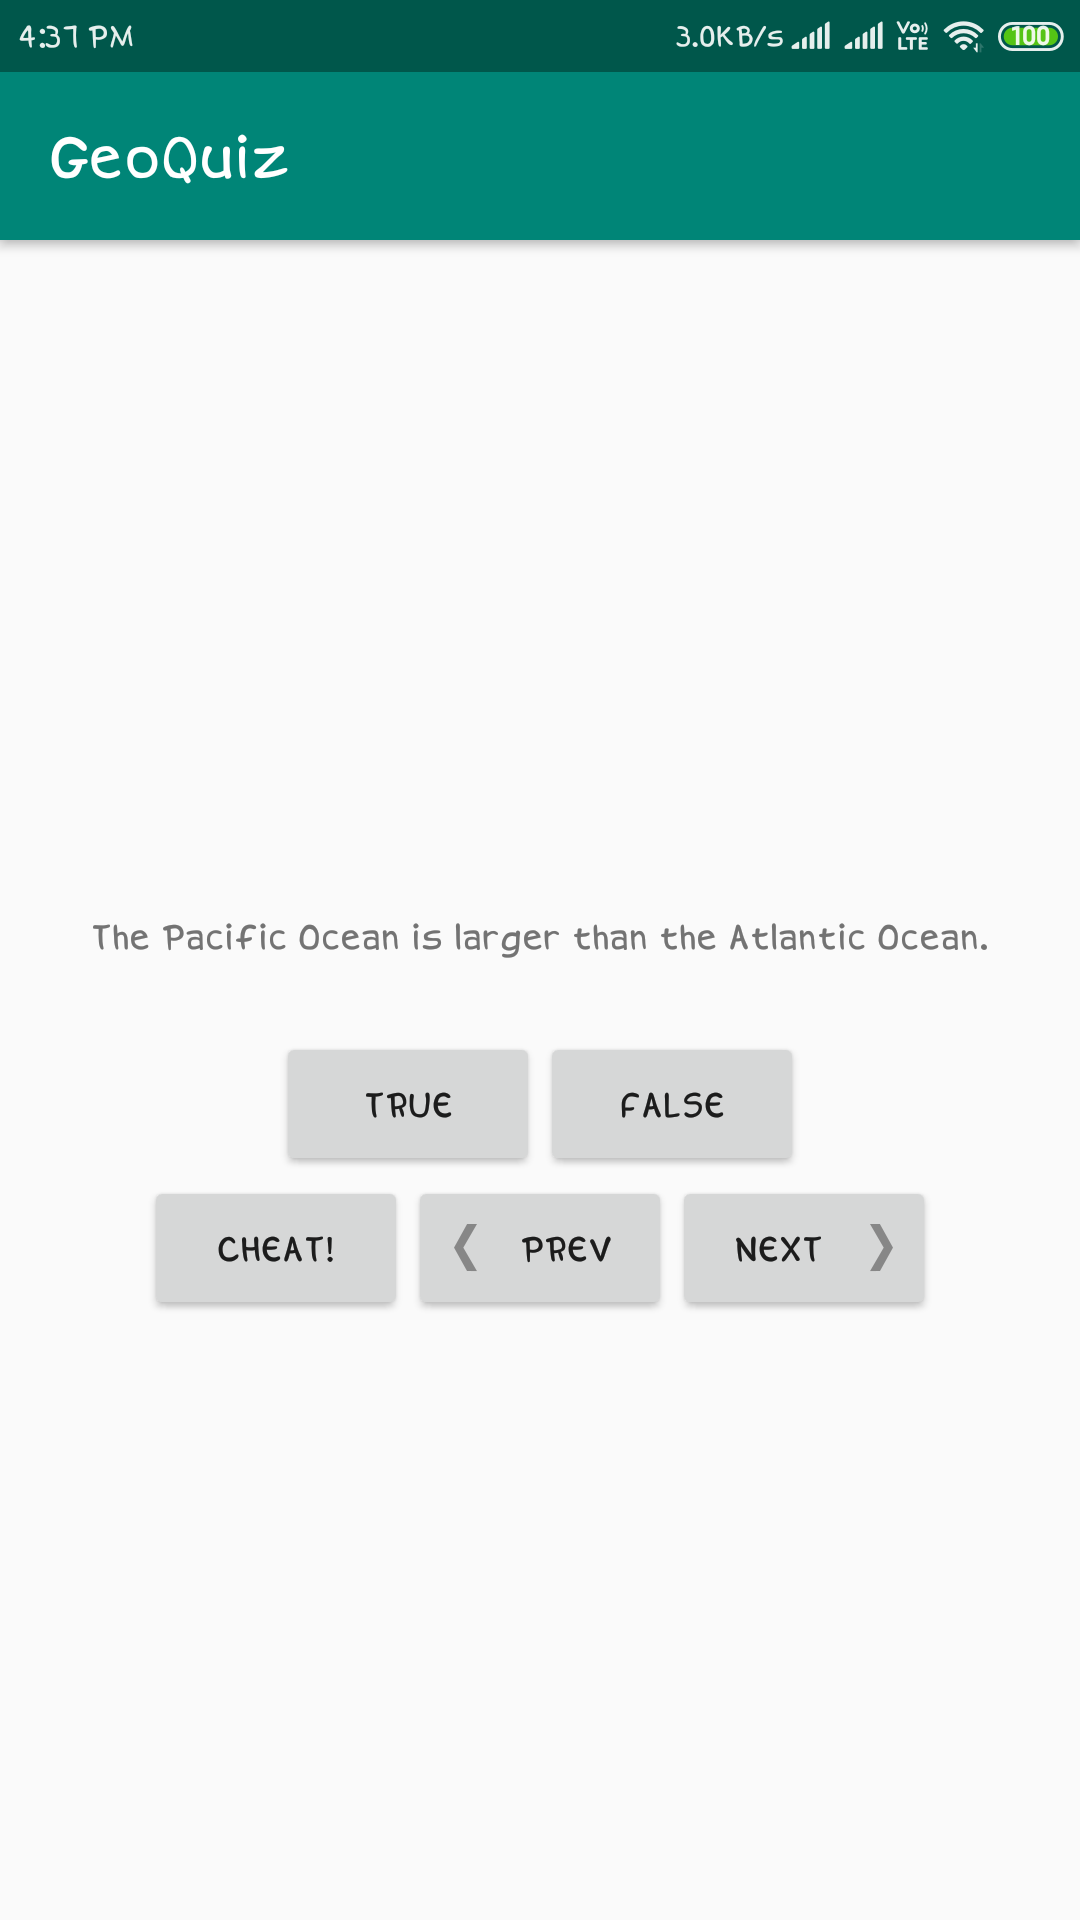 4:37 PM 3.0KB/s Vo)) LTE 100
GeoQuiz
The Pacific Ocean is larger than the Atlantic Ocean.
TRUE FALSE
CHEAT! PREV NEXT